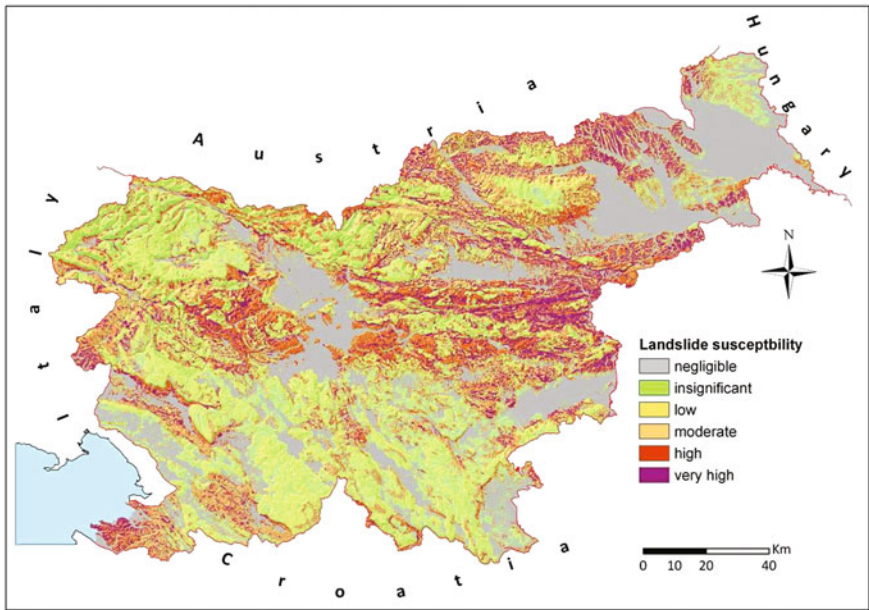 Hungary
Austria
Italy
N
Landslide susceptbility
negligible
insignificant
low
moderate
high
very high
Km
0 10 20 40
Croatia